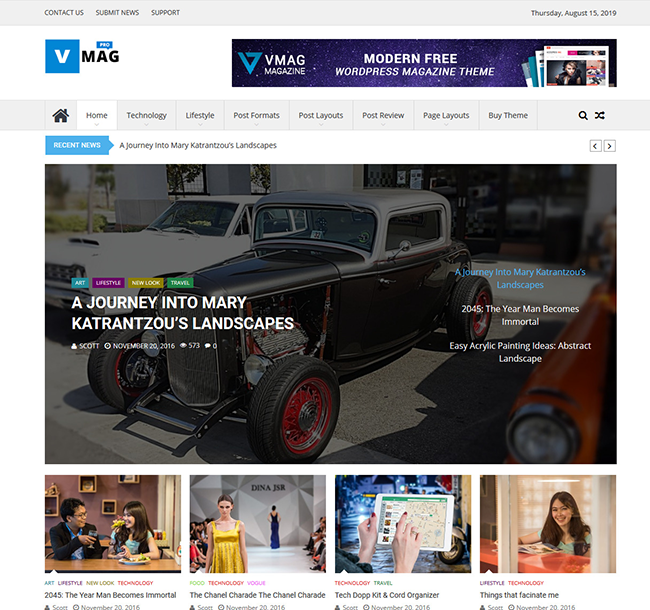 CONTACT US SUBMIT NEWS SUPPORT Thursday, August 15, 2019
V MAG PRO
VMAG MAGAZINE
MODERN FREE
WORDPRESS MAGAZINE THEME
Home Technology Lifestyle Post Formats Post Layouts Post Review Page Layouts Buy Theme
RECENT NEWS A Journey Into Mary Katrantzou's Landscapes
ART LIFESTYLE NEW LOOK TRAVEL
A JOURNEY INTO MARY
KATRANTZOU'S LANDSCAPES
SCOTT NOVEMBER 20, 2016 573 0
A Journey Into Mary Katrantzou's
Landscapes
2045: The Year Man Becomes
Immortal
Easy Acrylic Painting Ideas: Abstract
Landscape
DINA JSR
ART LIFESTYLE NEW LOOK TECHNOLOGY
2045: The Year Man Becomes Immortal
Scott November 20, 2016
FOOD TECHNOLOGY VOGUE
The Chanel Charade The Chanel Charade
Scott November 20, 2016
TECHNOLOGY TRAVEL
Tech Dopp Kit & Cord Organizer
Scott November 20, 2016
LIFESTYLE TECHNOLOGY
Things that facinate me
Scott November 20, 2016